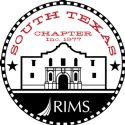 SOUTH TEXAS
CHAPTER
Inc. 1977
RIMS